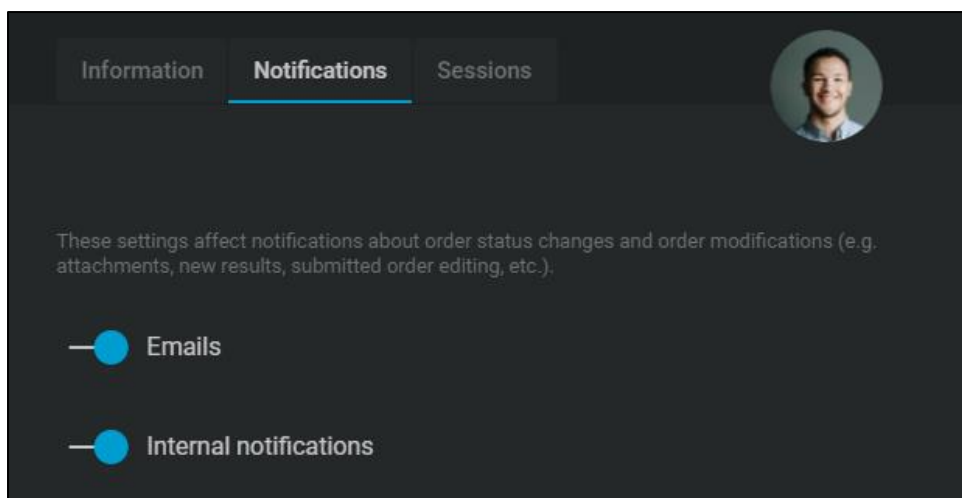 Information Notifications Sessions
These settings affect notifications about order status changes and order modifications (e.g.
attachments, new results, submitted order editing, etc.).
Emails
Internal notifications